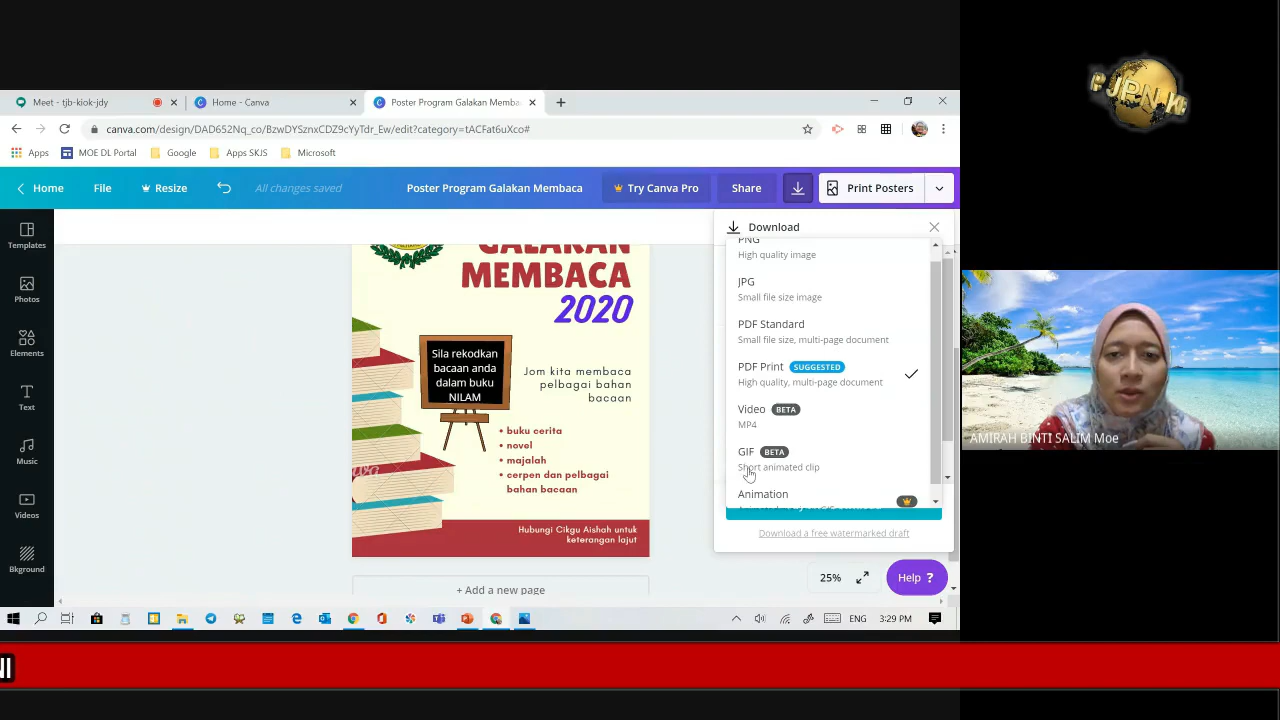 Meet - tjb-kiok-jdy
Home - Canva
Poster Program Galakan Memba
canva.com/design/DAD652Nq_co/BzwDYSznxCDZ9cYyTdr_Ew/edit?category=tACFat6uXco#
Apps
MOE DL Portal
Google
Apps SKJS
Microsoft
Home
File
Resize
All changes saved
Poster Program Galakan Membaca
Try Canva Pro
Share
Print Posters
Templates
Photos
Elements
Text
Music
Videos
Bkground
GALAKAN
MEMBACA
2020
Sila rekodkan
bacaan anda
dalam buku
NILAM
Jom kita membaca
pelbagai bahan
bacaan
• buku cerita
• novel
• majalah
• cerpen dan pelbagai
bahan bacaan
Hubungi Cikgu Aishah untuk
keterangan lajut
+ Add a new page
Download
PNG
High quality image
JPG
Small file size image
PDF Standard
Small file size, multi-page document
PDF Print SUGGESTED
High quality, multi-page document
Video BETA
MP4
GIF BETA
Short animated clip
Animation
Download a free watermarked draft
25%
Help ?
ENG
3:29 PM
JPN
AMIRAH BINTI SALIM Moe
NI